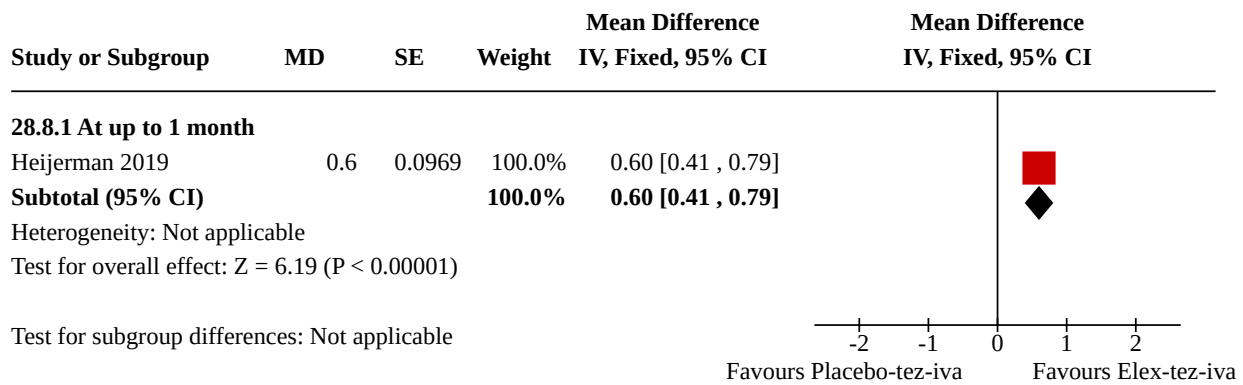 Mean Difference Mean Difference
Study or Subgroup MD SE Weight IV, Fixed, 95% CI IV, Fixed, 95% CI
28.8.1 At up to 1 month
Heijerman 2019 0.6 0.0969 100.0% 0.60 [0.41 , 0.79]
Subtotal (95% CI) 100.0% 0.60 [0.41 , 0.79]
Heterogeneity: Not applicable
Test for overall effect: Z = 6.19 (P < 0.00001)
Test for subgroup differences: Not applicable
-2 -1 0 1 2
Favours Placebo-tez-iva Favours Elex-tez-iva